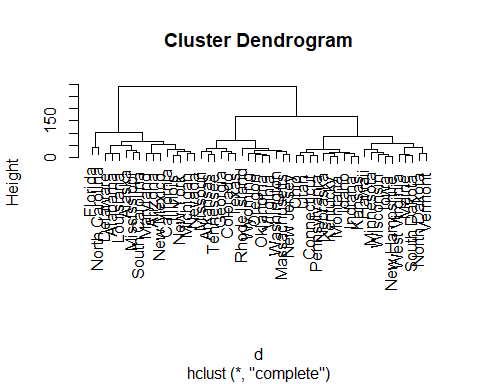 Cluster Dendrogram
Height
0
150
Florida
North Carolina
Delaware
Alabama
Louisiana
Alaska
Mississippi
South Carolina
Maryland
Arizona
New Mexico
California
Illinois
New York
Michigan
Nevada
Missouri
Arkansas
Tennessee
Georgia
Colorado
Texas
Rhode Island
Wyoming
Oregon
Oklahoma
Virginia
Washington
Massachusetts
New Jersey
Ohio
Utah
Connecticut
Pennsylvania
Nebraska
Kentucky
Montana
Idaho
Indiana
Kansas
Hawaii
Minnesota
Wisconsin
Iowa
New Hampshire
West Virginia
Maine
South Dakota
North Dakota
Vermont
d
hclust (*, "complete")